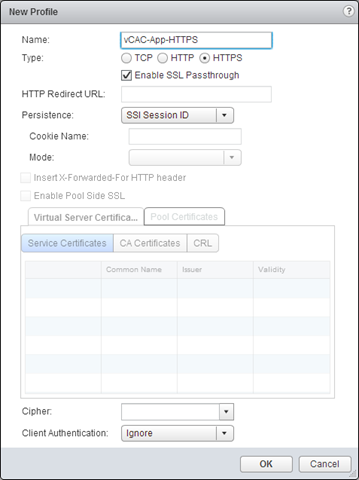 New Profile
Name: vCAC-App-HTTPS
Type: TCP HTTP HTTPS
Enable SSL Passthrough
HTTP Redirect URL:
Persistence: SSl Session ID
Cookie Name:
Mode:
Insert X-Forwarded-For HTTP header
Enable Pool Side SSL
Virtual Server Certifica... Pool Certificates
Service Certificates CA Certificates CRL
Common Name Issuer Validity
Cipher:
Client Authentication: Ignore
OK Cancel